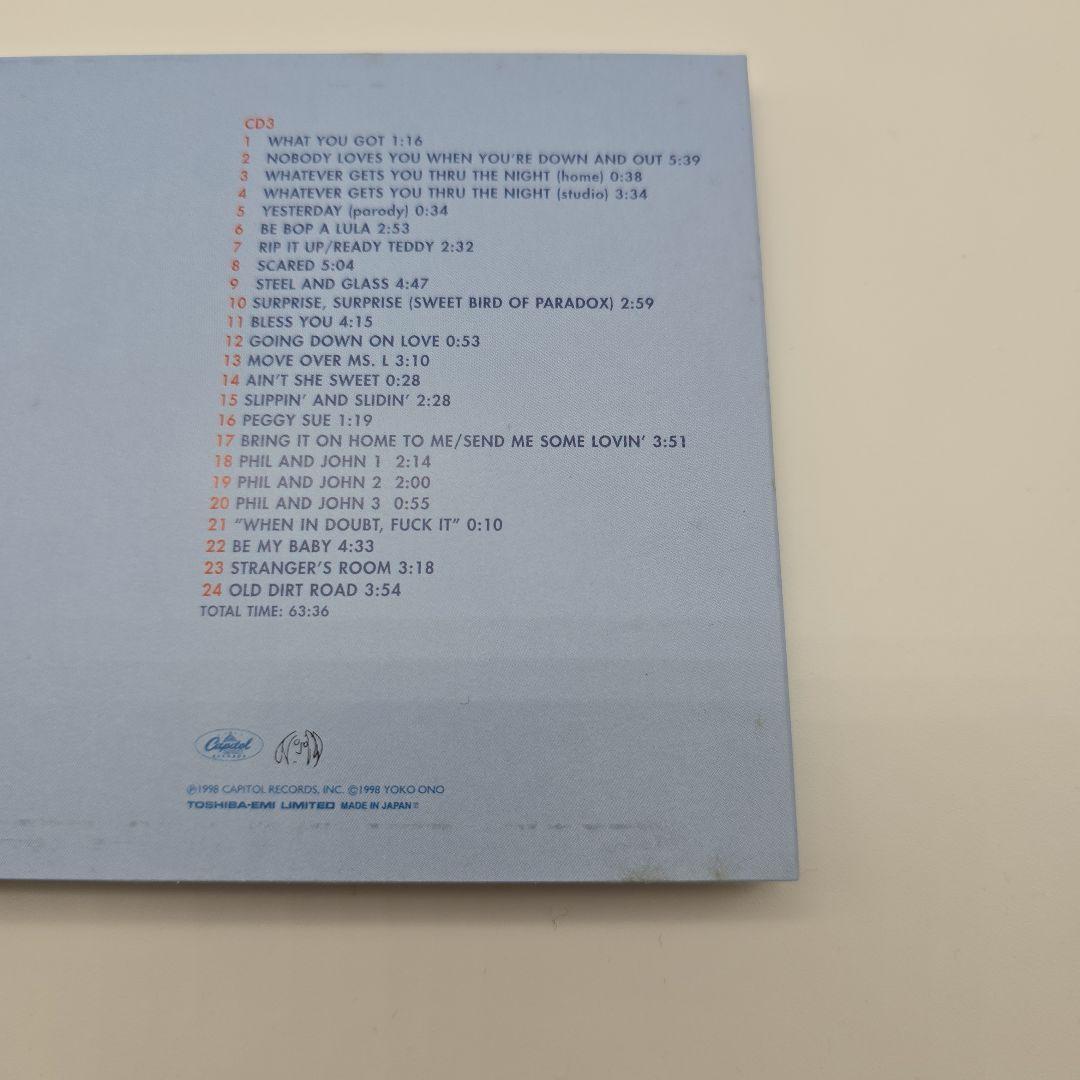 CD3
1 WHAT YOU GOT 1:16
2 NOBODY LOVES YOU WHEN YOU'RE DOWN AND OUT 5:39
3 WHATEVER GETS YOU THRU THE NIGHT (home) 0:38
4 WHATEVER GETS YOU THRU THE NIGHT (studio) 3:34
5 YESTERDAY (parody) 0:34
6 BE BOP A LULA 2:53
7 RIP IT UP/READY TEDDY 2:32
8 SCARED 5:04
9 STEEL AND GLASS 4:47
10 SURPRISE, SURPRISE (SWEET BIRD OF PARADOX) 2:59
11 BLESS YOU 4:15
12 GOING DOWN ON LOVE 0:53
13 MOVE OVER MS. L 3:10
14 AIN'T SHE SWEET 0:28
15 SLIPPIN' AND SLIDIN' 2:28
16 PEGGY SUE 1:19
17 BRING IT ON HOME TO ME/SEND ME SOME LOVIN' 3:51
18 PHIL AND JOHN 1 2:14
19 PHIL AND JOHN 2 2:00
20 PHIL AND JOHN 3 0:55
21 "WHEN IN DOUBT, FUCK IT" 0:10
22 BE MY BABY 4:33
23 STRANGER'S ROOM 3:18
24 OLD DIRT ROAD 3:54
TOTAL TIME: 63:36
Capitol
℗1998 CAPITOL RECORDS, INC. ©1998 YOKO ONO
TOSHIBA-EMI LIMITED MADE IN JAPAN